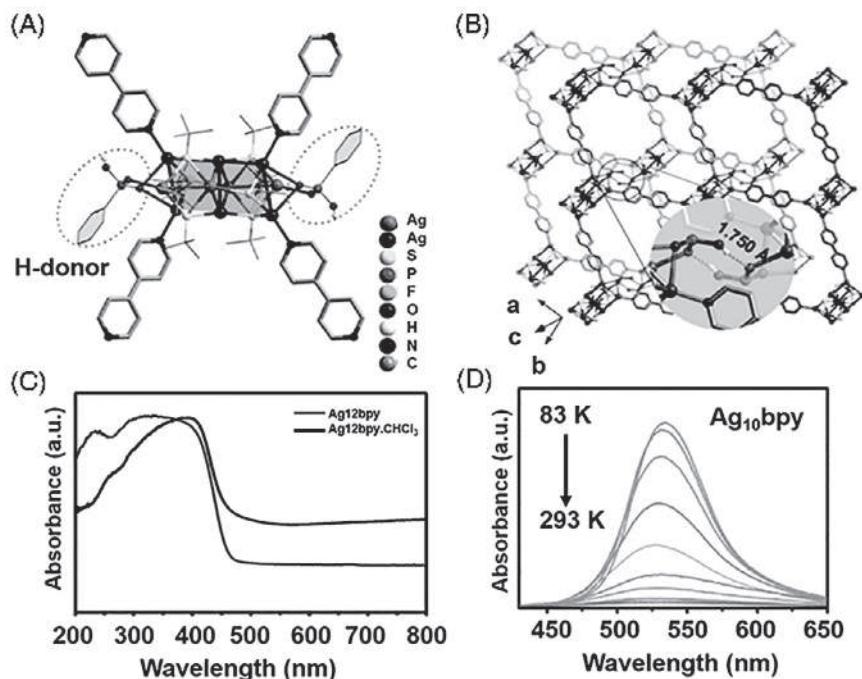 (A)
H-donor
Ag
Ag
S
P
F
O
H
N
C
(B)
1.750 A
a
c
b
(C)
Absorbance (a.u.)
Ag12bpy
Ag12bpy.CHCl₃
200 300 400 500 600 700 800
Wavelength (nm)
(D)
Absorbance (a.u.)
83 K
293 K
Ag₁₀bpy
450 500 550 600 650
Wavelength (nm)